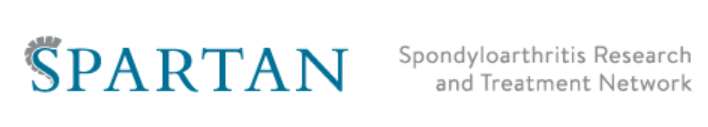 SPARTAN
Spondyloarthritis Research
and Treatment Network